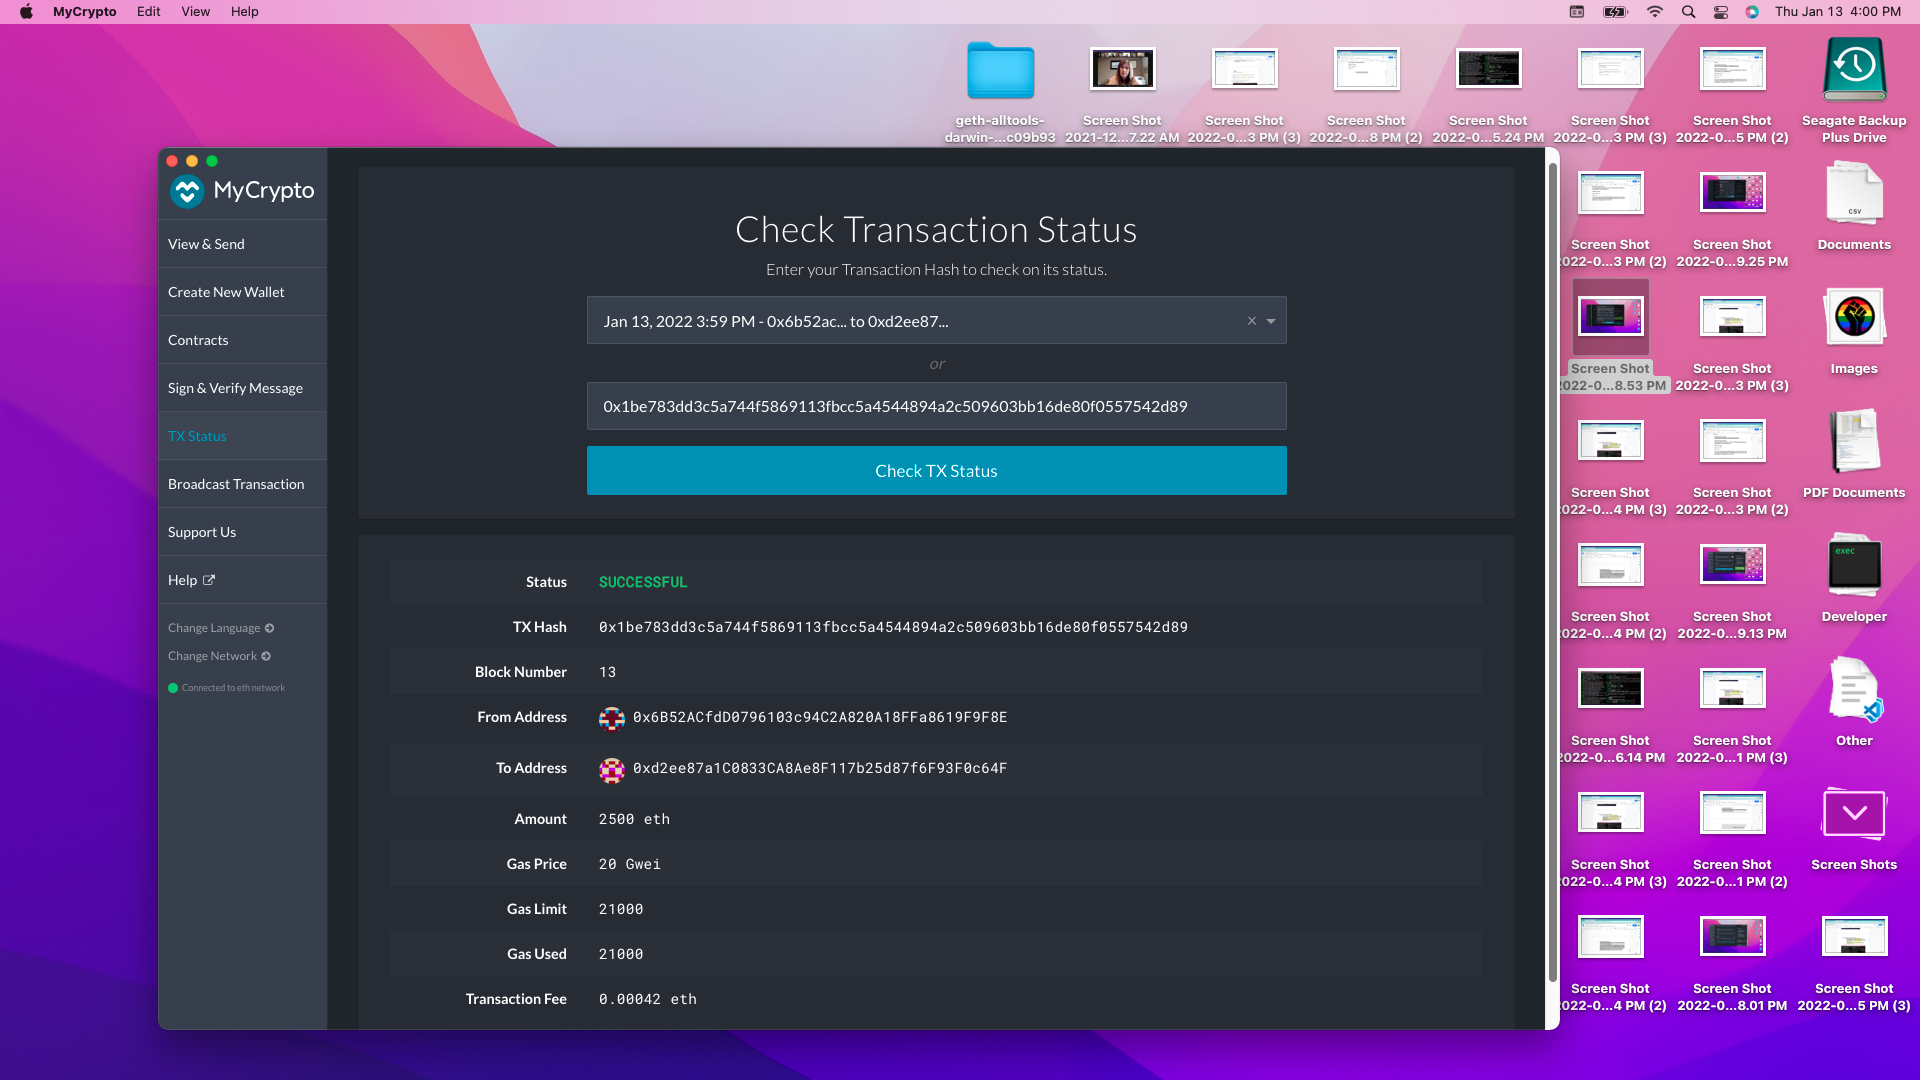 MyCrypto Edit View Help
Thu Jan 13 4:00 PM
geth-alltools-
darwin-...c09b93
Screen Shot
2021-12...7.22 AM
Screen Shot
2022-0...3 PM (3)
Screen Shot
2022-0...8 PM (2)
Screen Shot
2022-0...5.24 PM
Screen Shot
2022-0...3 PM (3)
Screen Shot
2022-0...5 PM (2)
Seagate Backup
Plus Drive
MyCrypto
View & Send
Create New Wallet
Contracts
Sign & Verify Message
TX Status
Broadcast Transaction
Support Us
Help
Change Language
Change Network
Connected to eth network
Check Transaction Status
Enter your Transaction Hash to check on its status.
Jan 13, 2022 3:59 PM - 0x6b52ac... to 0xd2ee87...
or
0x1be783dd3c5a744f5869113fbcc5a4544894a2c509603bb16de80f0557542d89
Check TX Status
Status SUCCESSFUL
TX Hash 0x1be783dd3c5a744f5869113fbcc5a4544894a2c509603bb16de80f0557542d89
Block Number 13
From Address 0x6B52ACfdD0796103c94C2A820A18FFa8619F9F8E
To Address 0xd2ee87a1C0833CA8Ae8F117b25d87f6F93F0c64F
Amount 2500 eth
Gas Price 20 Gwei
Gas Limit 21000
Gas Used 21000
Transaction Fee 0.00042 eth
Screen Shot
2022-0...3 PM (2)
Screen Shot
2022-0...9.25 PM
CSV
Documents
Screen Shot
2022-0...8.53 PM
Screen Shot
2022-0...3 PM (3)
Images
Screen Shot
2022-0...4 PM (3)
Screen Shot
2022-0...3 PM (2)
PDF Documents
Screen Shot
2022-0...4 PM (2)
Screen Shot
2022-0...9.13 PM
exec
Developer
Screen Shot
2022-0...6.14 PM
Screen Shot
2022-0...1 PM (3)
Other
Screen Shot
2022-0...4 PM (3)
Screen Shot
2022-0...1 PM (2)
Screen Shots
Screen Shot
2022-0...4 PM (2)
Screen Shot
2022-0...8.01 PM
Screen Shot
2022-0...5 PM (3)